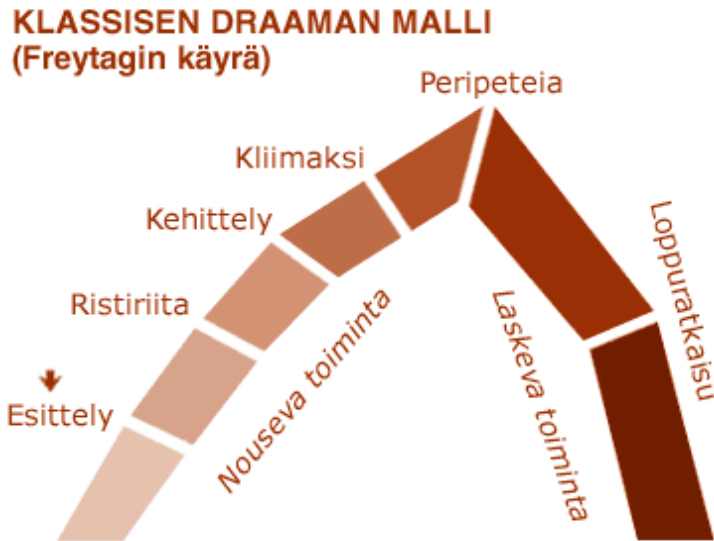 KLASSISEN DRAAMAN MALLI
(Freytagin käyrä)
Peripeteia
Kliimaksi
Kehittely
Ristiriita
Esittely
Nouseva toiminta
Laskeva toiminta
Loppuratkaisu